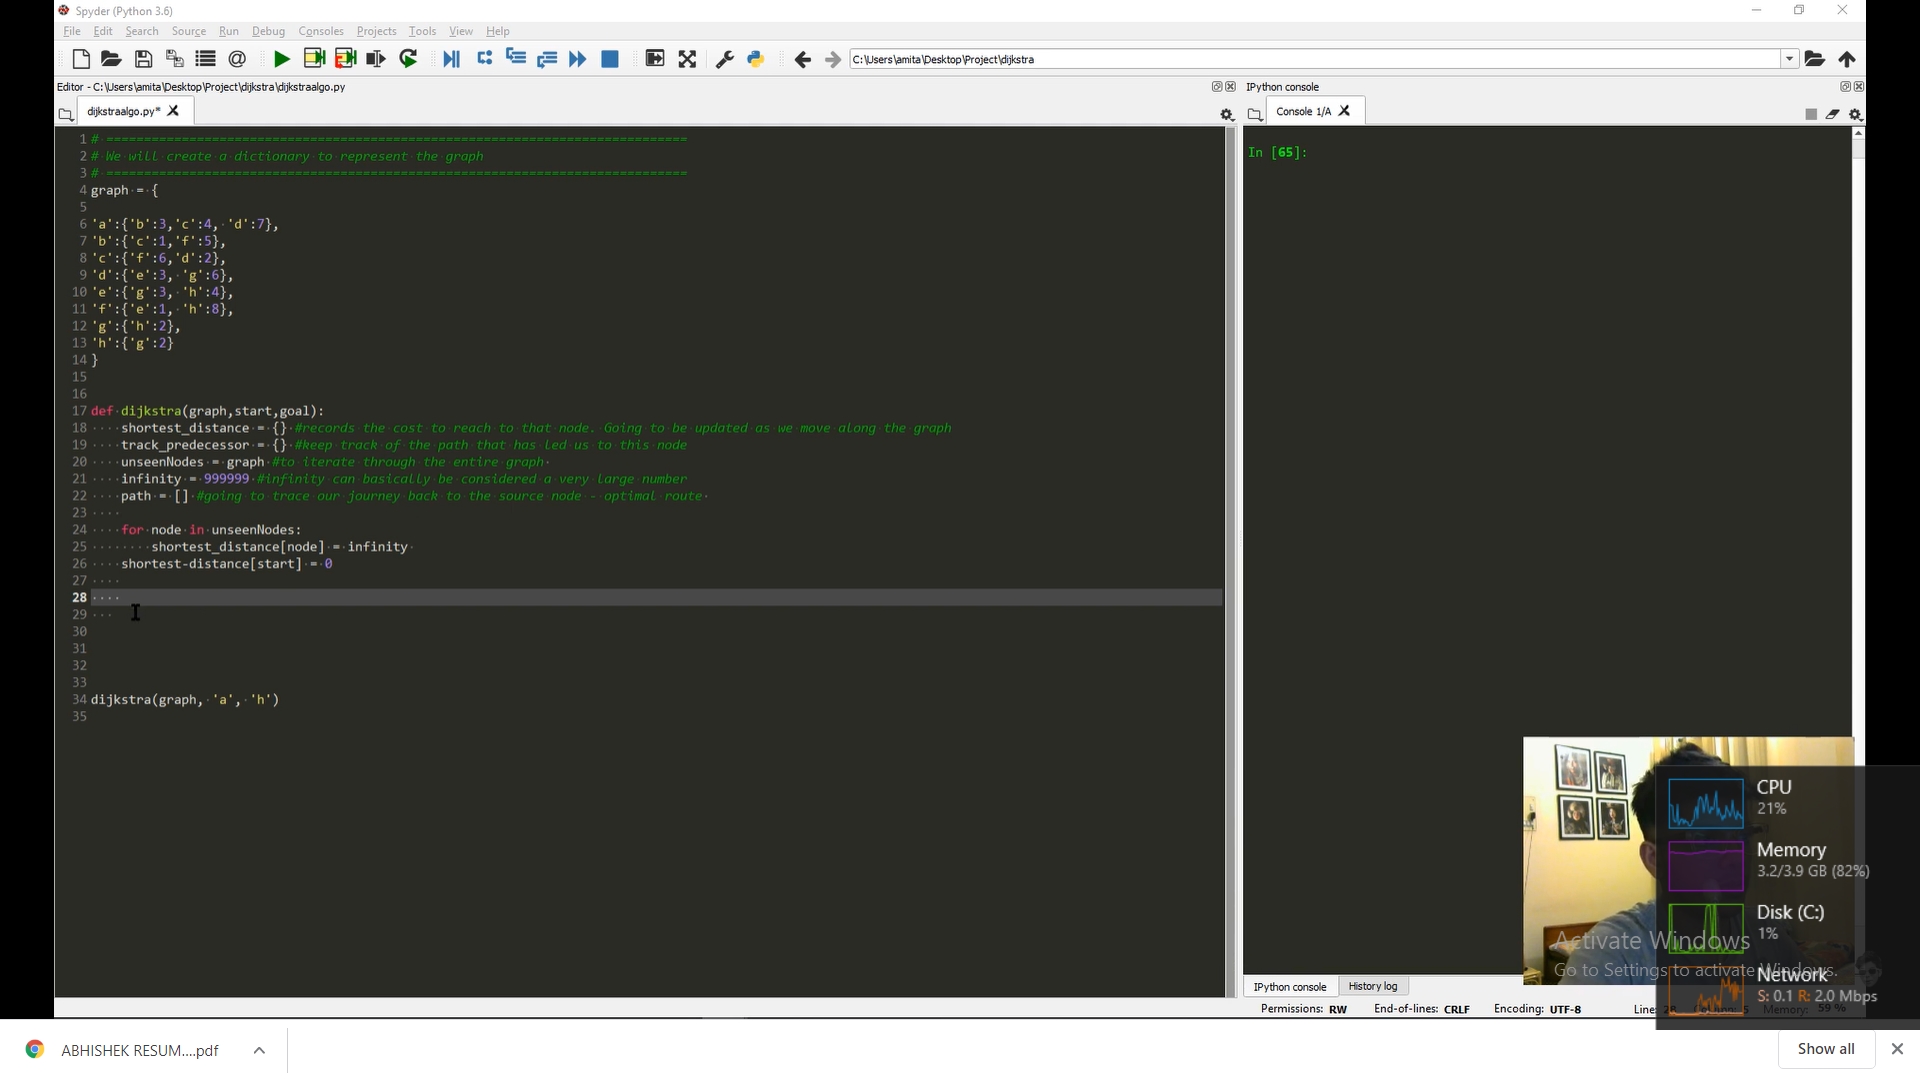 Spyder (Python 3.6)
File Edit Search Source Run Debug Consoles Projects Tools View Help
C:\Users\amita\Desktop\Project\dijkstra
Editor - C:\Users\amita\Desktop\Project\dijkstra\dijkstraalgo.py
IPython console
dijkstraalgo.py*
Console 1/A
1 # ==============================================================================
2 # We will create a dictionary to represent the graph
3 # ==============================================================================
4 graph = {
5
6 'a':{'b':3,'c':4, 'd':7},
7 'b':{'c':1,'f':5},
8 'c':{'f':6,'d':2},
9 'd':{'e':3, 'g':6},
10 'e':{'g':3, 'h':4},
11 'f':{'e':1, 'h':8},
12 'g':{'h':2},
13 'h':{'g':2}
14 }
15
16
17 def dijkstra(graph,start,goal):
18 shortest_distance = {} #records the cost to reach to that node. Going to be updated as we move along the graph
19 track_predecessor = {} #keep track of the path that has led us to this node
20 unseenNodes = graph #to iterate through the entire graph
21 infinity = 999999 #infinity can basically be considered a very large number
22 path = [] #going to trace our journey back to the source node - optimal route
23
24 for node in unseenNodes:
25 shortest_distance[node] = infinity
26 shortest-distance[start] = 0
27
28
29
30
31
32
33
34 dijkstra(graph, 'a', 'h')
35
In [65]:
CPU
21%
Memory
3.2/3.9 GB (82%)
Disk (C:)
1%
Network
S: 0.1 R: 2.0 Mbps
Activate Windows
Go to Settings to activate Windows.
IPython console History log
Permissions: RW End-of-lines: CRLF Encoding: UTF-8 Line: 28 Column: 5 Memory: 59 %
ABHISHEK RESUM....pdf
Show all